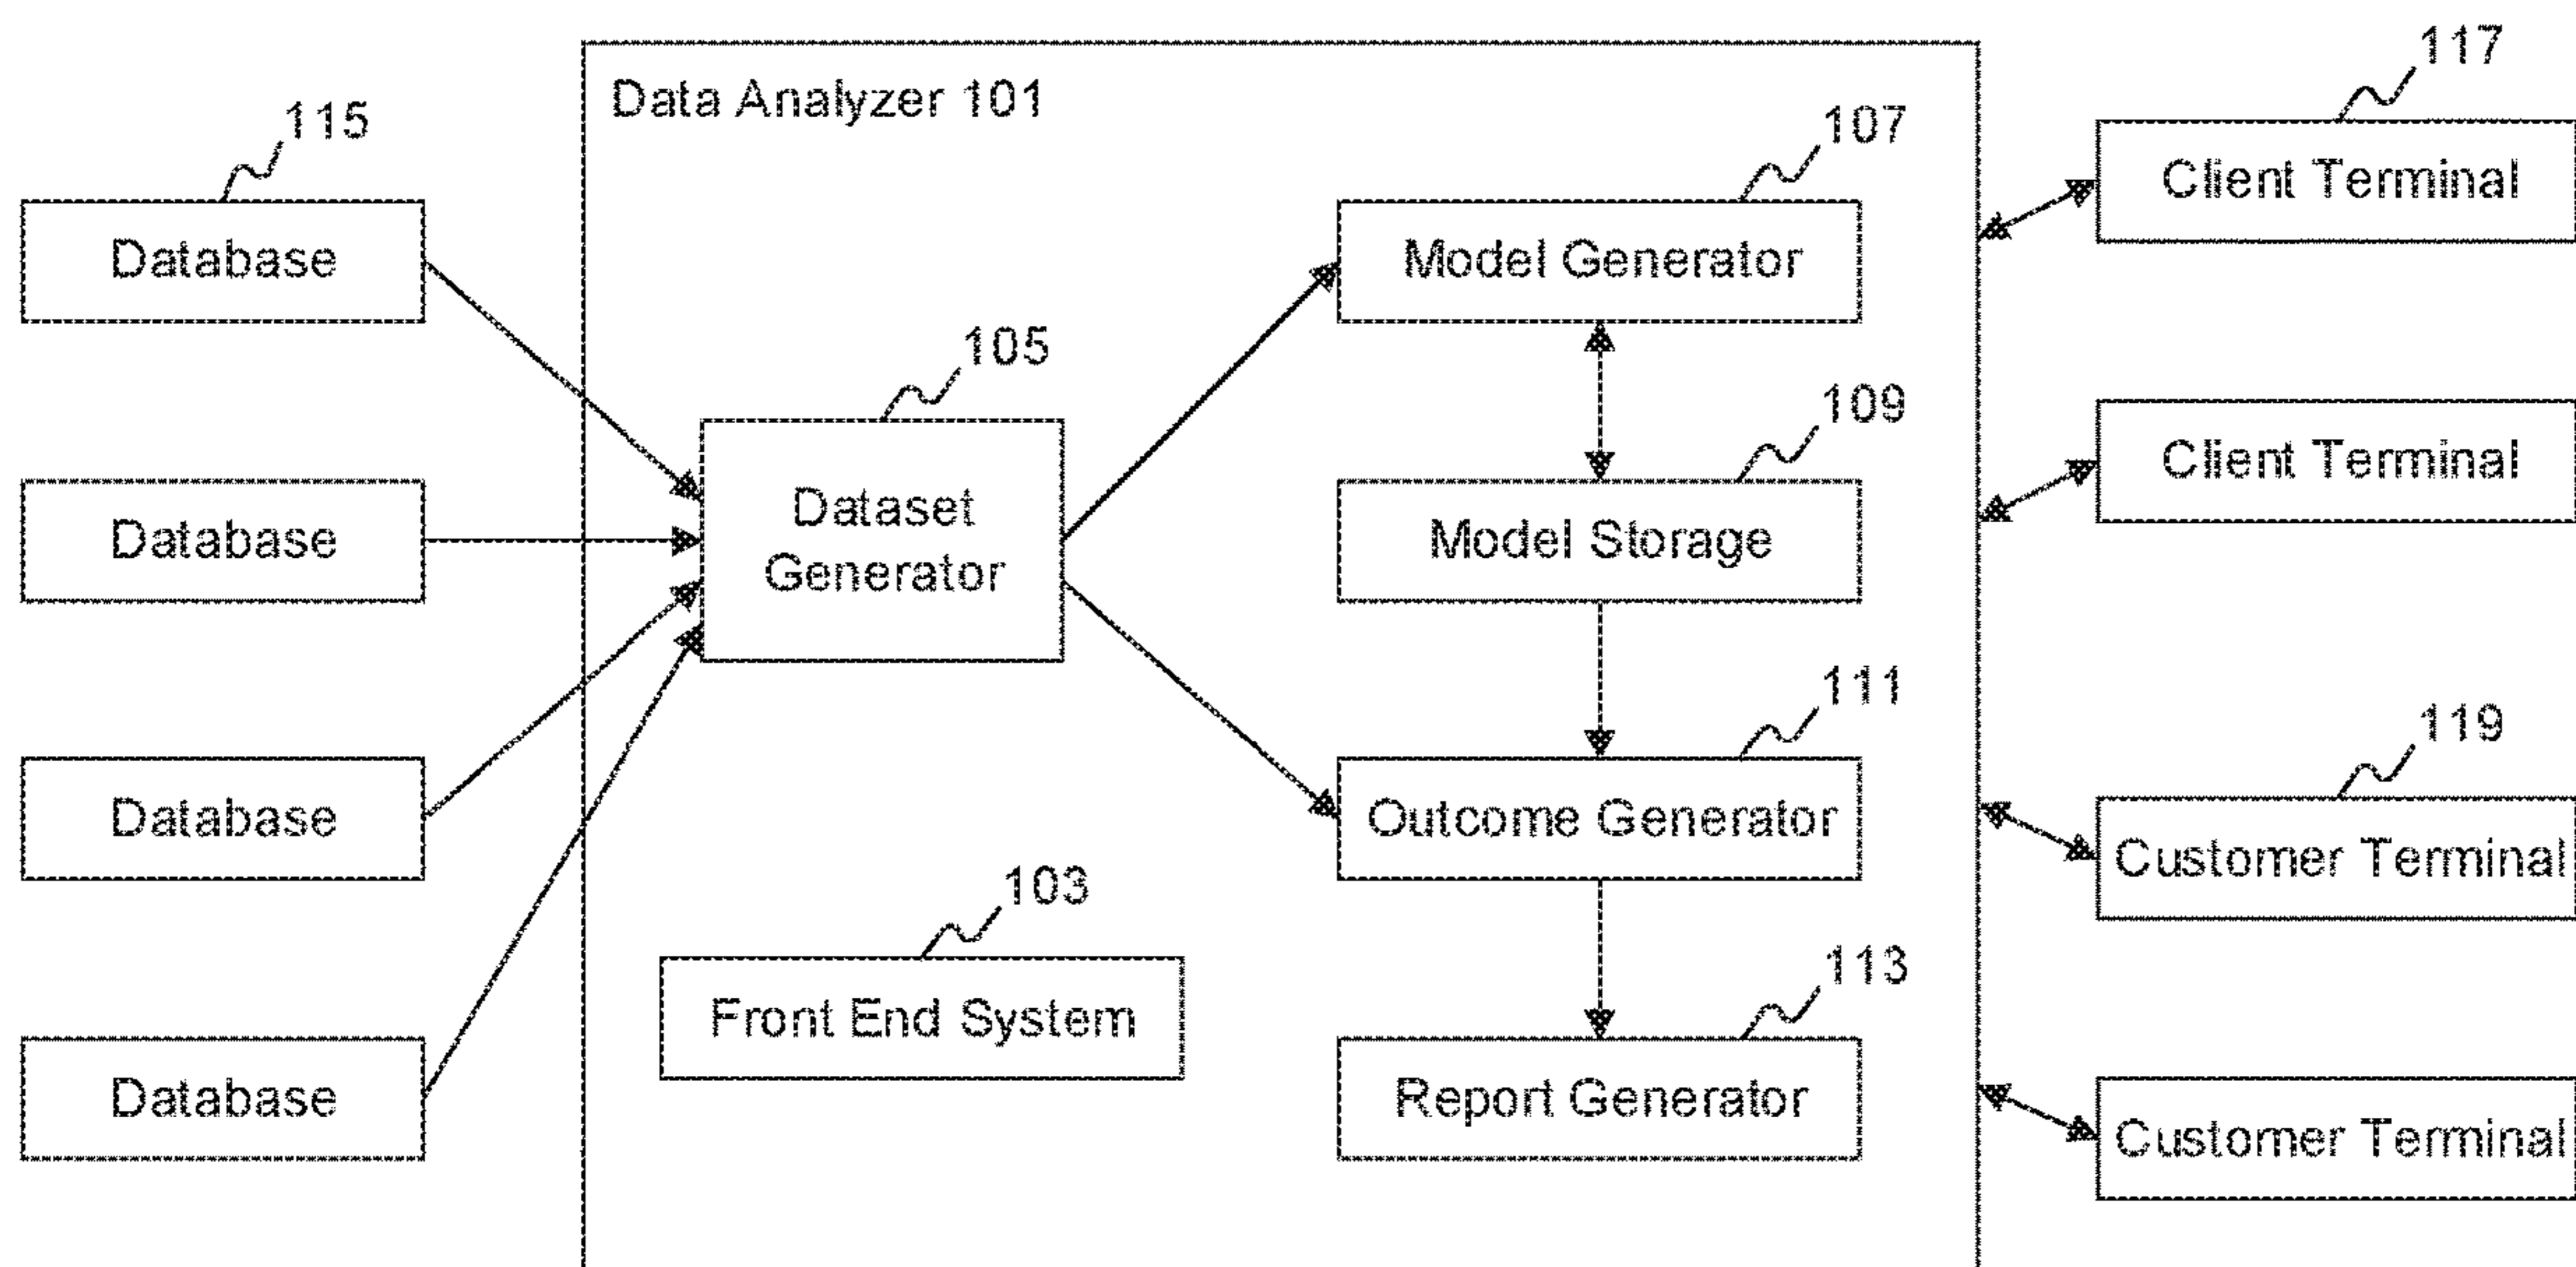 117
Data Analyzer 101
115
107
Client Terminal
Database
Model Generator
105
109
Client Terminal
Dataset
Generator
Database
Model Storage
111
119
Database
Outcome Generator
Customer Terminal
103
113
Front End System
Database
Report Generator
Customer Terminal